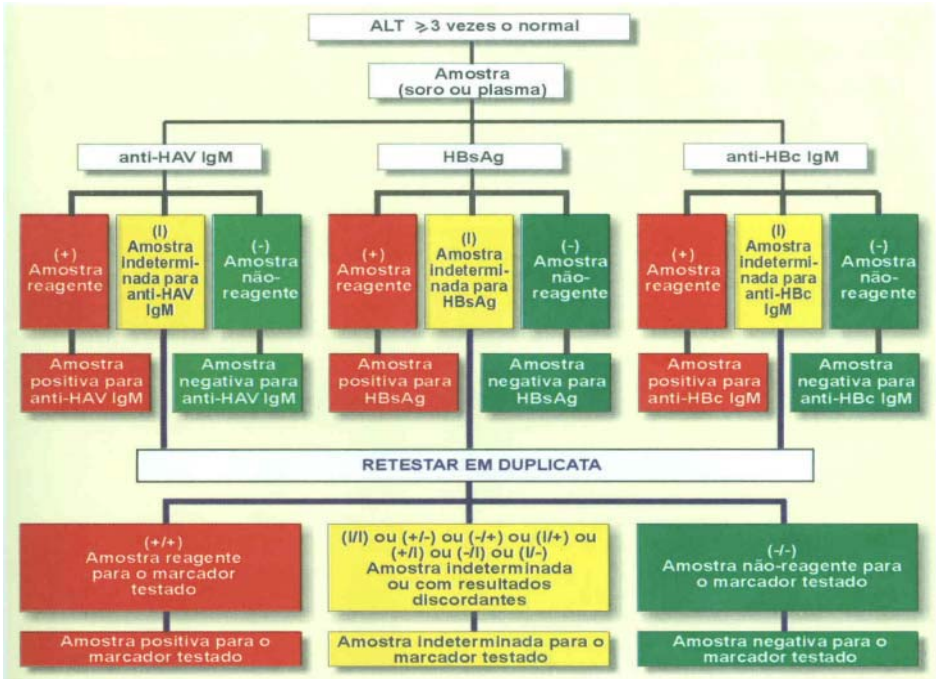 ALT ⩾3 vezes o normal
Amostra
(soro ou plasma)
anti-HAV IgM
HBsAg
anti-HBc IgM
(+)
Amostra
reagente
(I)
Amostra
indetermi-
nada para
anti-HAV
IgM
(-)
Amostra
não-
reagente
(+)
Amostra
reagente
(I)
Amostra
indetermi-
nada para
HBsAg
(-)
Amostra
não-
reagente
(+)
Amostra
reagente
(I)
Amostra
indetermi-
nada para
anti-HBc
IgM
(-)
Amostra
não-
reagente
Amostra
positiva para
anti-HAV IgM
Amostra
negativa para
anti-HAV IgM
Amostra
positiva para
HBsAg
Amostra
negativa para
HBsAg
Amostra
positiva para
anti-HBc IgM
Amostra
negativa para
anti-HBc IgM
RETESTAR EM DUPLICATA
(+/+)
Amostra reagente
para o marcador
testado
(I/I) ou (+/-) ou (-/+) ou (I/+) ou
(+/I) ou (-/I) ou (I/-)
Amostra indeterminada
ou com resultados
discordantes
(-/-)
Amostra não-reagente para
o marcador testado
Amostra positiva para o
marcador testado
Amostra indeterminada para o
marcador testado
Amostra negativa para o
marcador testado